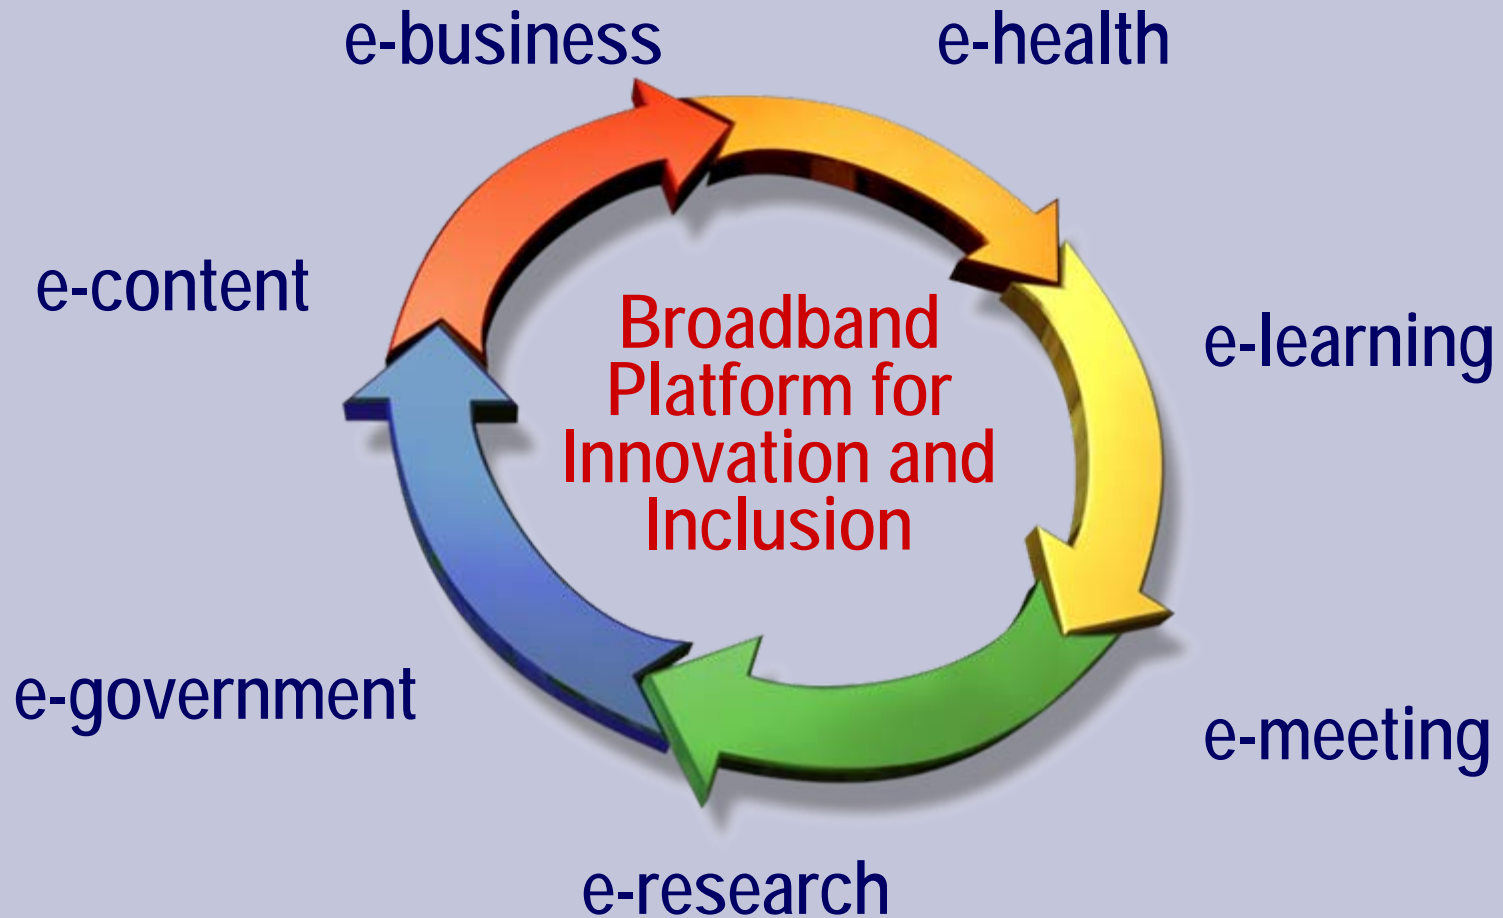 e-business
e-health
e-content
e-learning
Broadband
Platform for
Innovation and
Inclusion
e-government
e-meeting
e-research